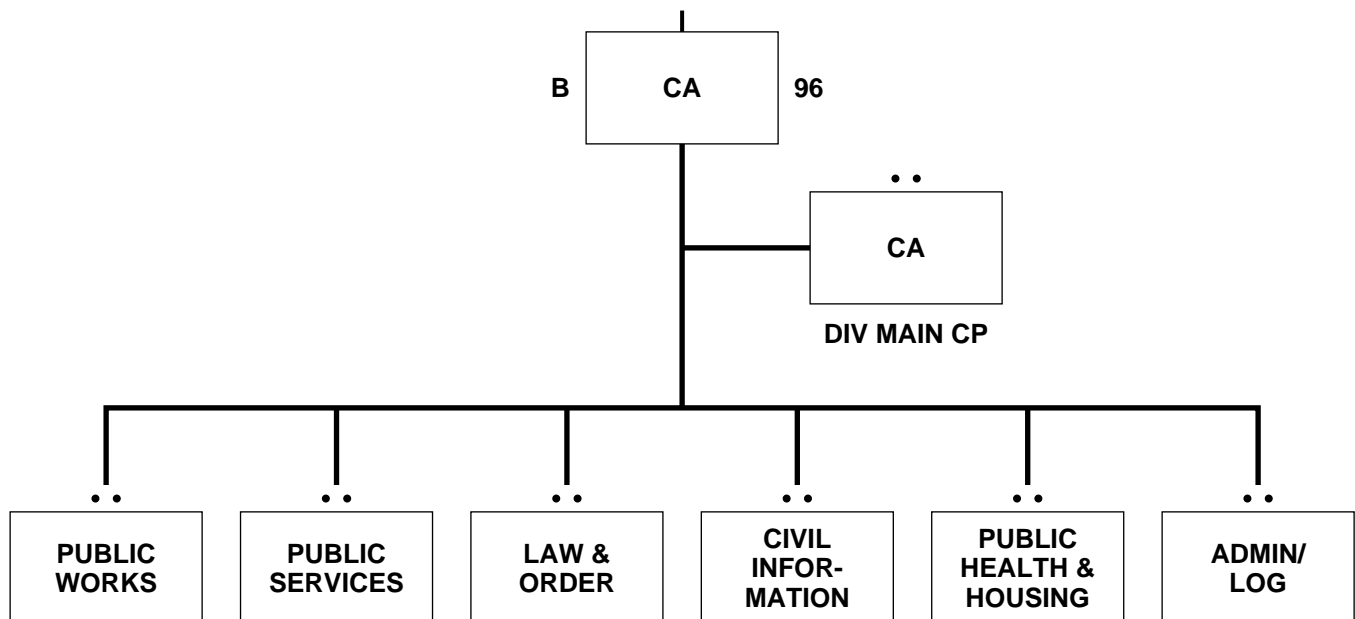 B CA 96
CA
DIV MAIN CP
PUBLIC
WORKS
PUBLIC
SERVICES
LAW &
ORDER
CIVIL
INFOR-
MATION
PUBLIC
HEALTH &
HOUSING
ADMIN/
LOG